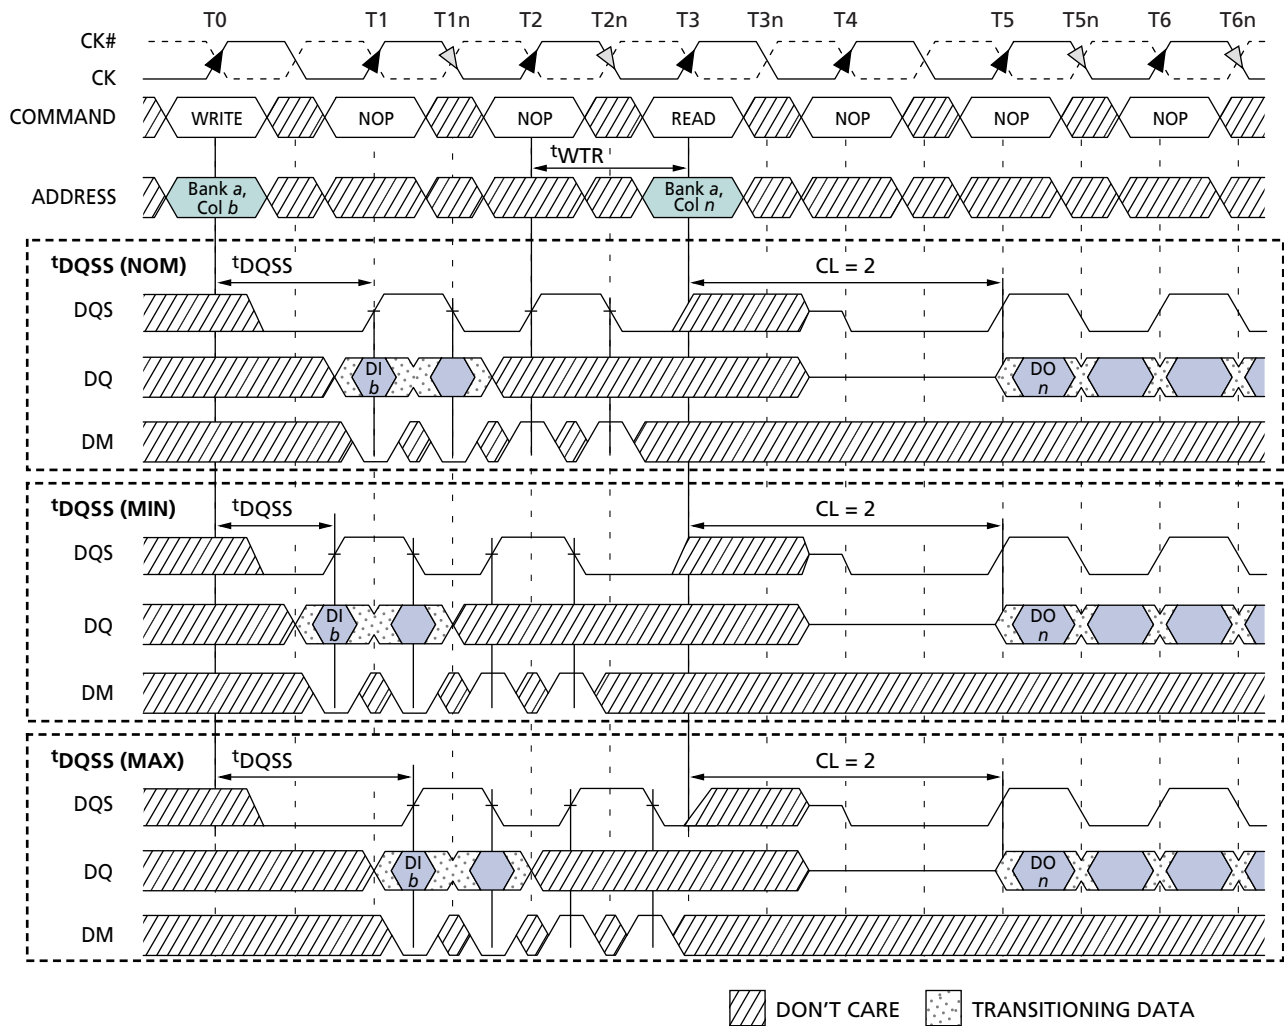 T0 T1 T1n T2 T2n T3 T3n T4 T5 T5n T6 T6n
CK#
CK
COMMAND WRITE NOP NOP READ NOP NOP NOP
tWTR
ADDRESS Bank a, Col b Bank a, Col n
tDQSS (NOM) tDQSS CL = 2
DQS
DQ DI b DO n
DM
tDQSS (MIN) tDQSS CL = 2
DQS
DQ DI b DO n
DM
tDQSS (MAX) tDQSS CL = 2
DQS
DQ DI b DO n
DM
DON'T CARE TRANSITIONING DATA